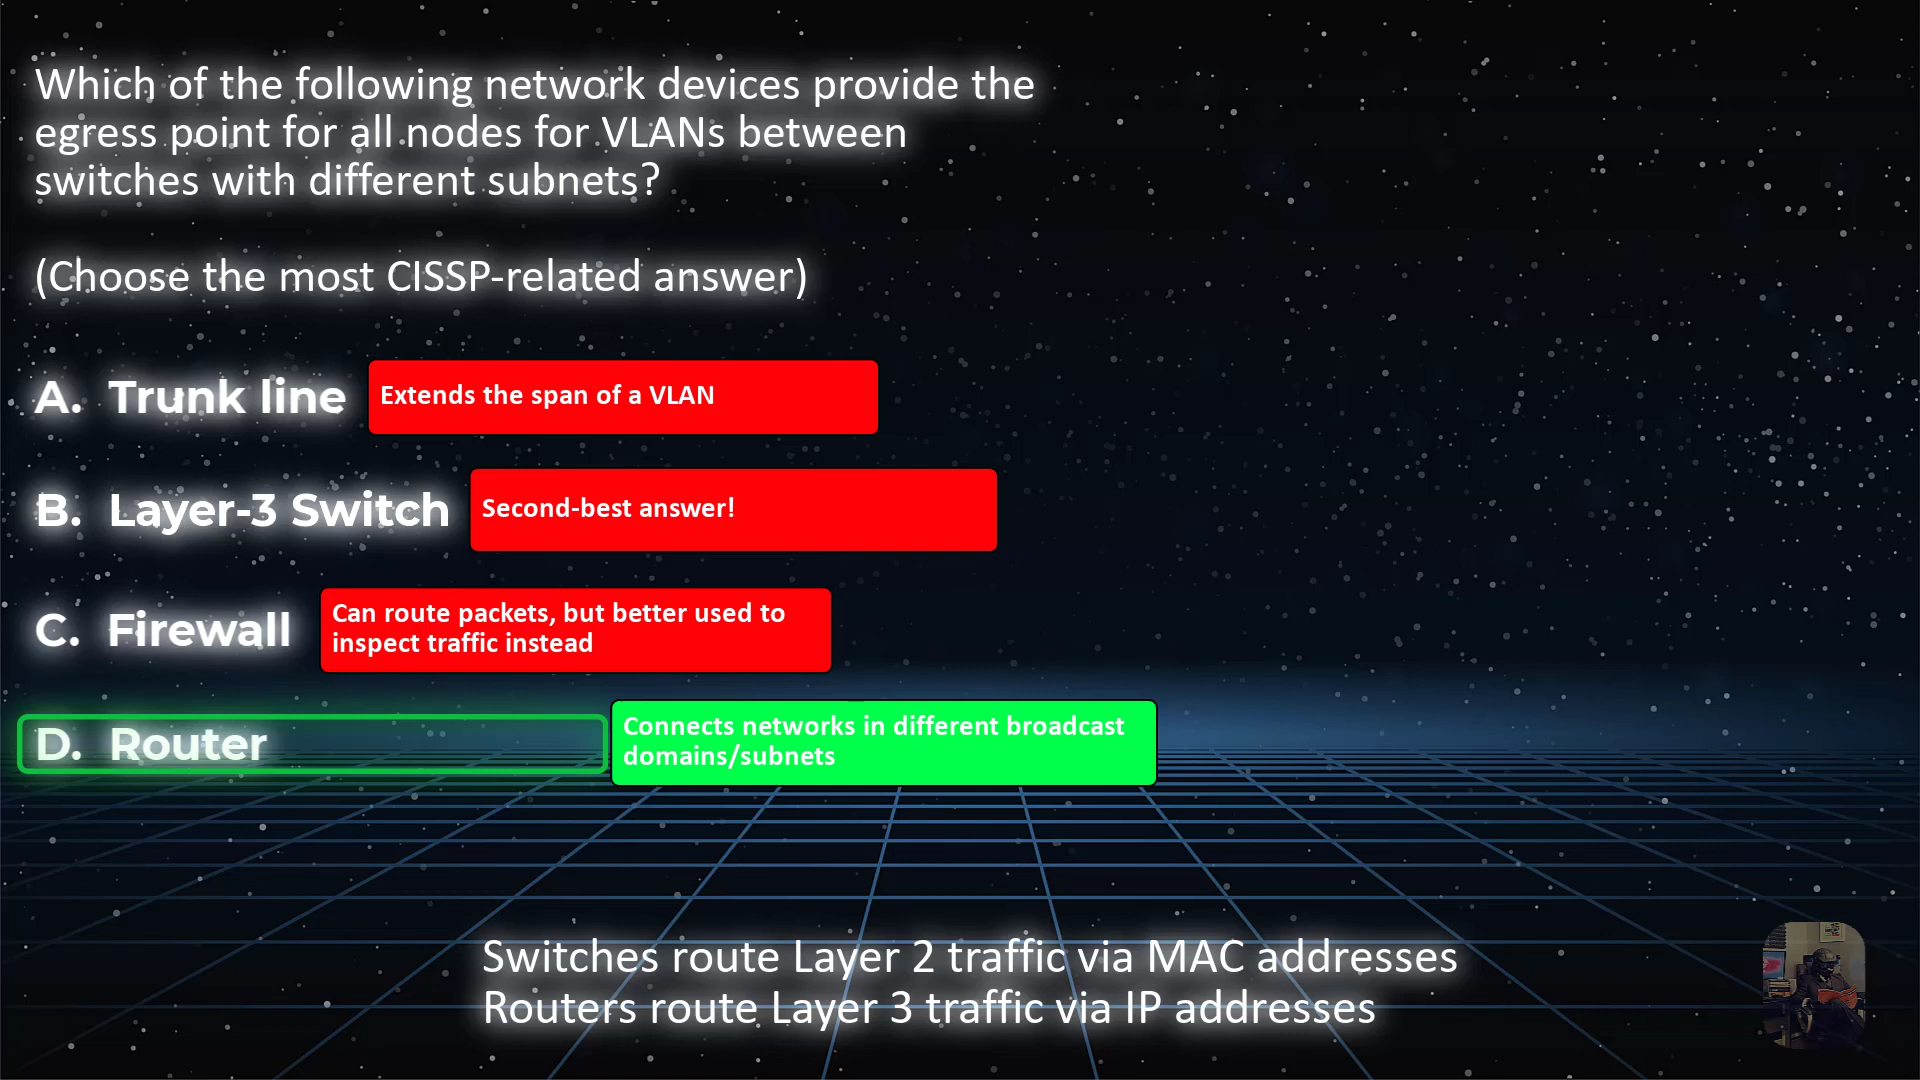 Which of the following network devices provide the
egress point for all nodes for VLANs between
switches with different subnets?
(Choose the most CISSP-related answer)
A. Trunk line
Extends the span of a VLAN
B. Layer-3 Switch
Second-best answer!
C. Firewall
Can route packets, but better used to
inspect traffic instead
D. Router
Connects networks in different broadcast
domains/subnets
Switches route Layer 2 traffic via MAC addresses
Routers route Layer 3 traffic via IP addresses